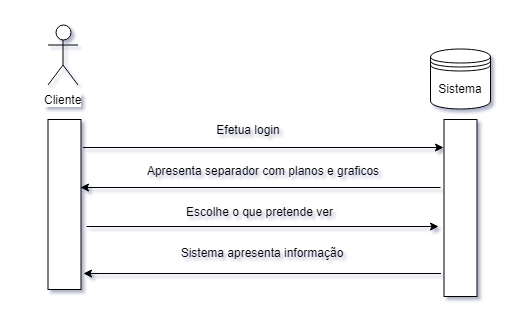 Cliente
Sistema
Efetua login
Apresenta separador com planos e graficos
Escolhe o que pretende ver
Sistema apresenta informação